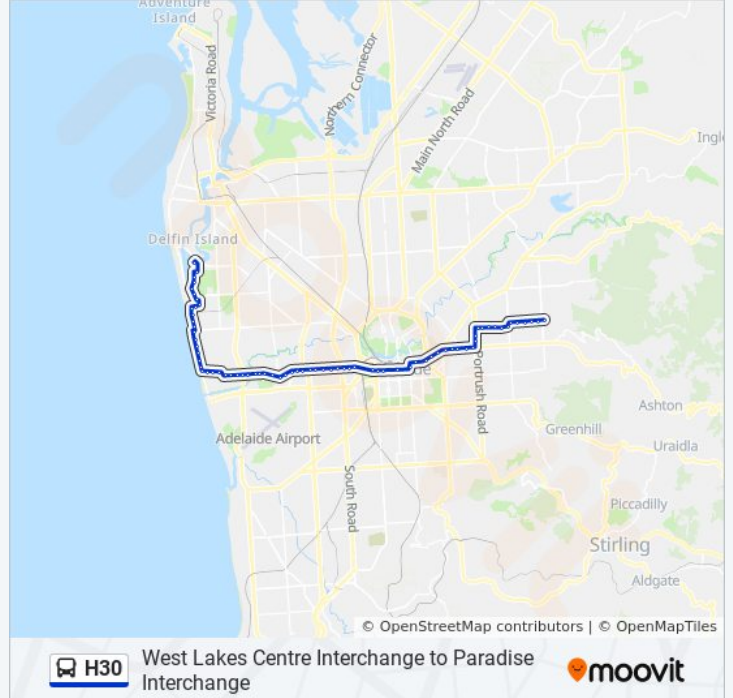 Adventure
Island
Victoria Road
Northern Connector
Main North Road
Delfin Island
Portrush Road
Ashton
Greenhill
Adelaide Airport
Uraidla
South Road
Piccadilly
Stirling
Aldgate
© OpenStreetMap contributors | © OpenMapTiles
H30
West Lakes Centre Interchange to Paradise
Interchange
moovit